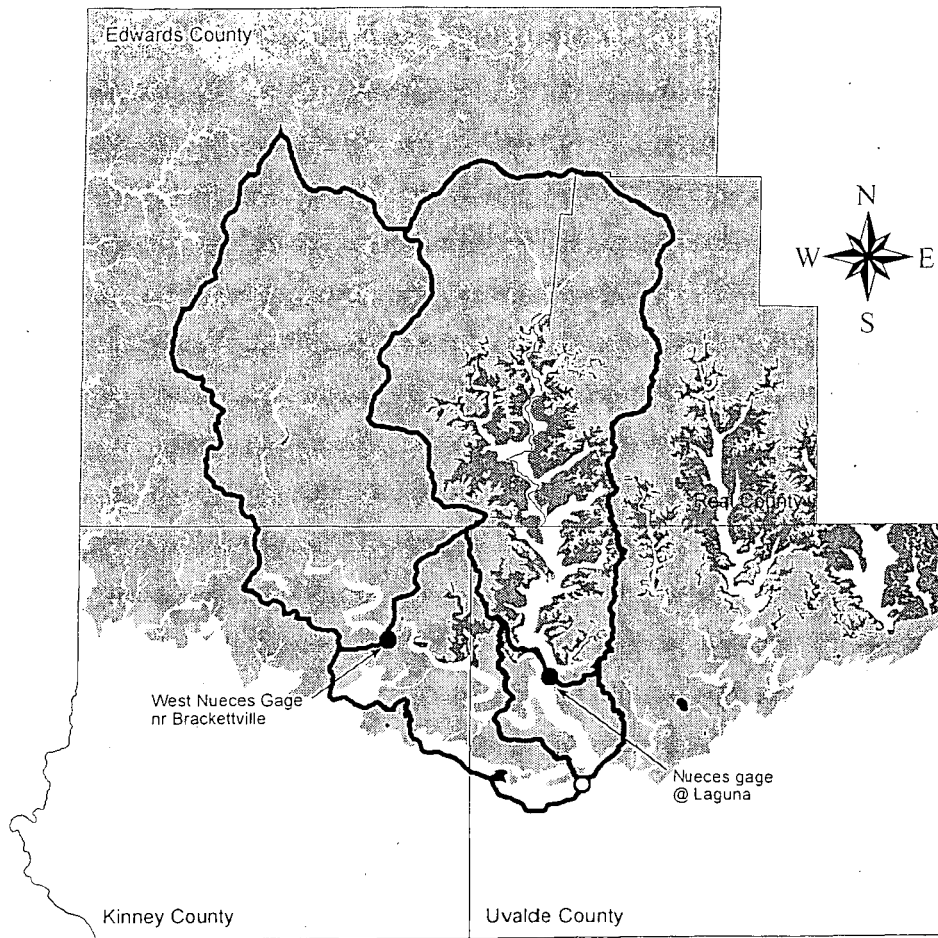 Edwards County
N
W E
S
Real County
West Nueces Gage
nr Brackettville
Nueces gage
@ Laguna
Kinney County
Uvalde County